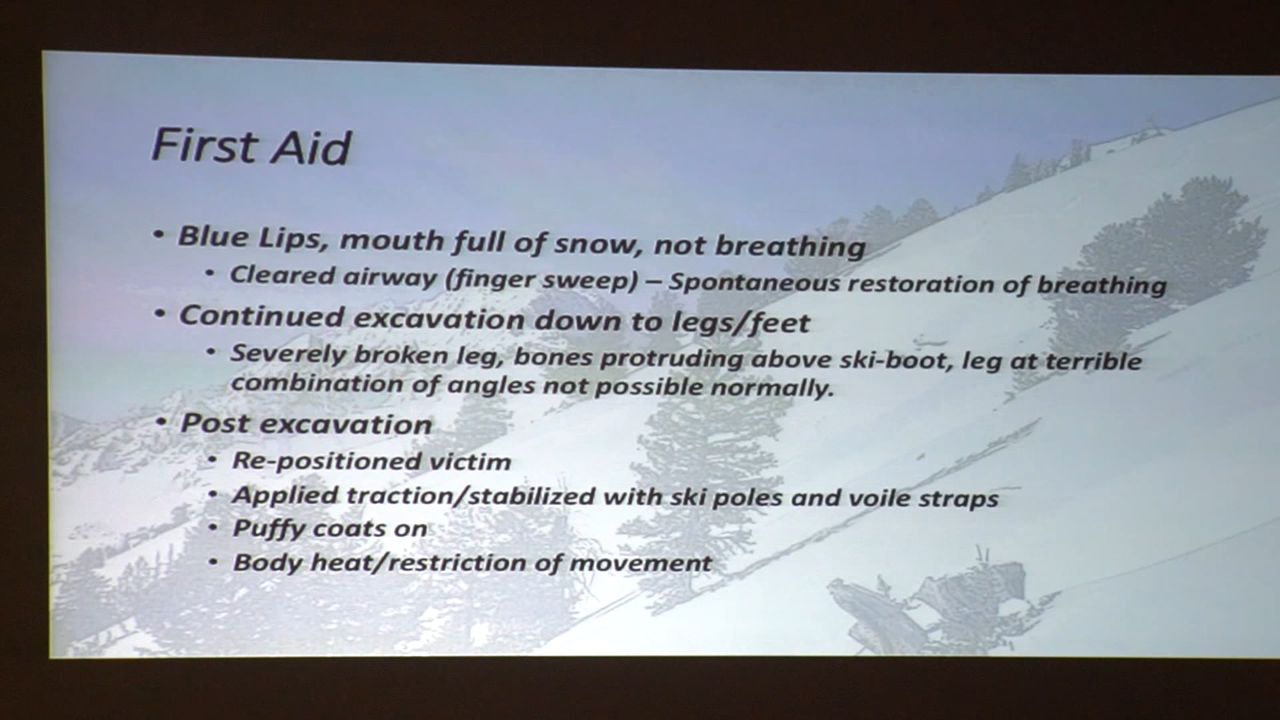 First Aid
• Blue Lips, mouth full of snow, not breathing
• Cleared airway (finger sweep) – Spontaneous restoration of breathing
• Continued excavation down to legs/feet
• Severely broken leg, bones protruding above ski-boot, leg at terrible
combination of angles not possible normally.
• Post excavation
• Re-positioned victim
• Applied traction/stabilized with ski poles and voile straps
• Puffy coats on
• Body heat/restriction of movement